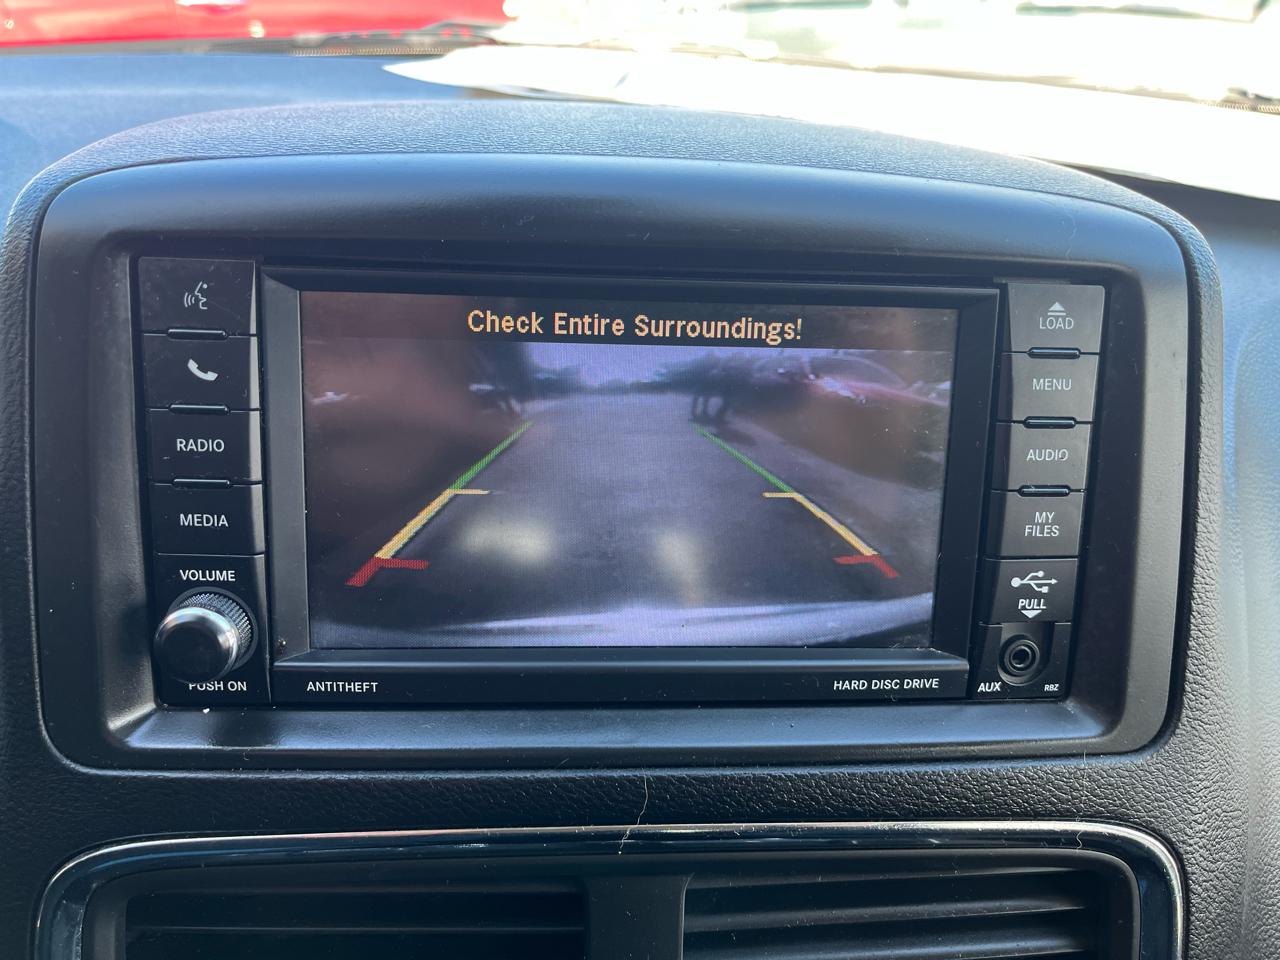 Check Entire Surroundings!
RADIO
MEDIA
VOLUME
PUSH ON
ANTITHEFT
HARD DISC DRIVE
LOAD
MENU
AUDIO
MY
FILES
PULL
AUX
RBZ